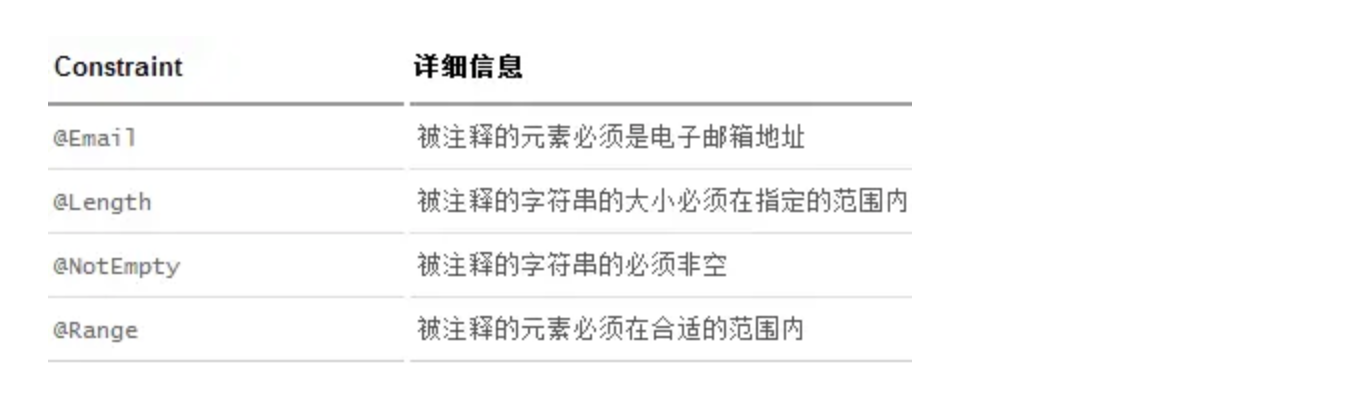 Constraint 详细信息
@Email 被注释的元素必须是电子邮箱地址
@Length 被注释的字符串的大小必须在指定的范围内
@NotEmpty 被注释的字符串的必须非空
@Range 被注释的元素必须在合适的范围内